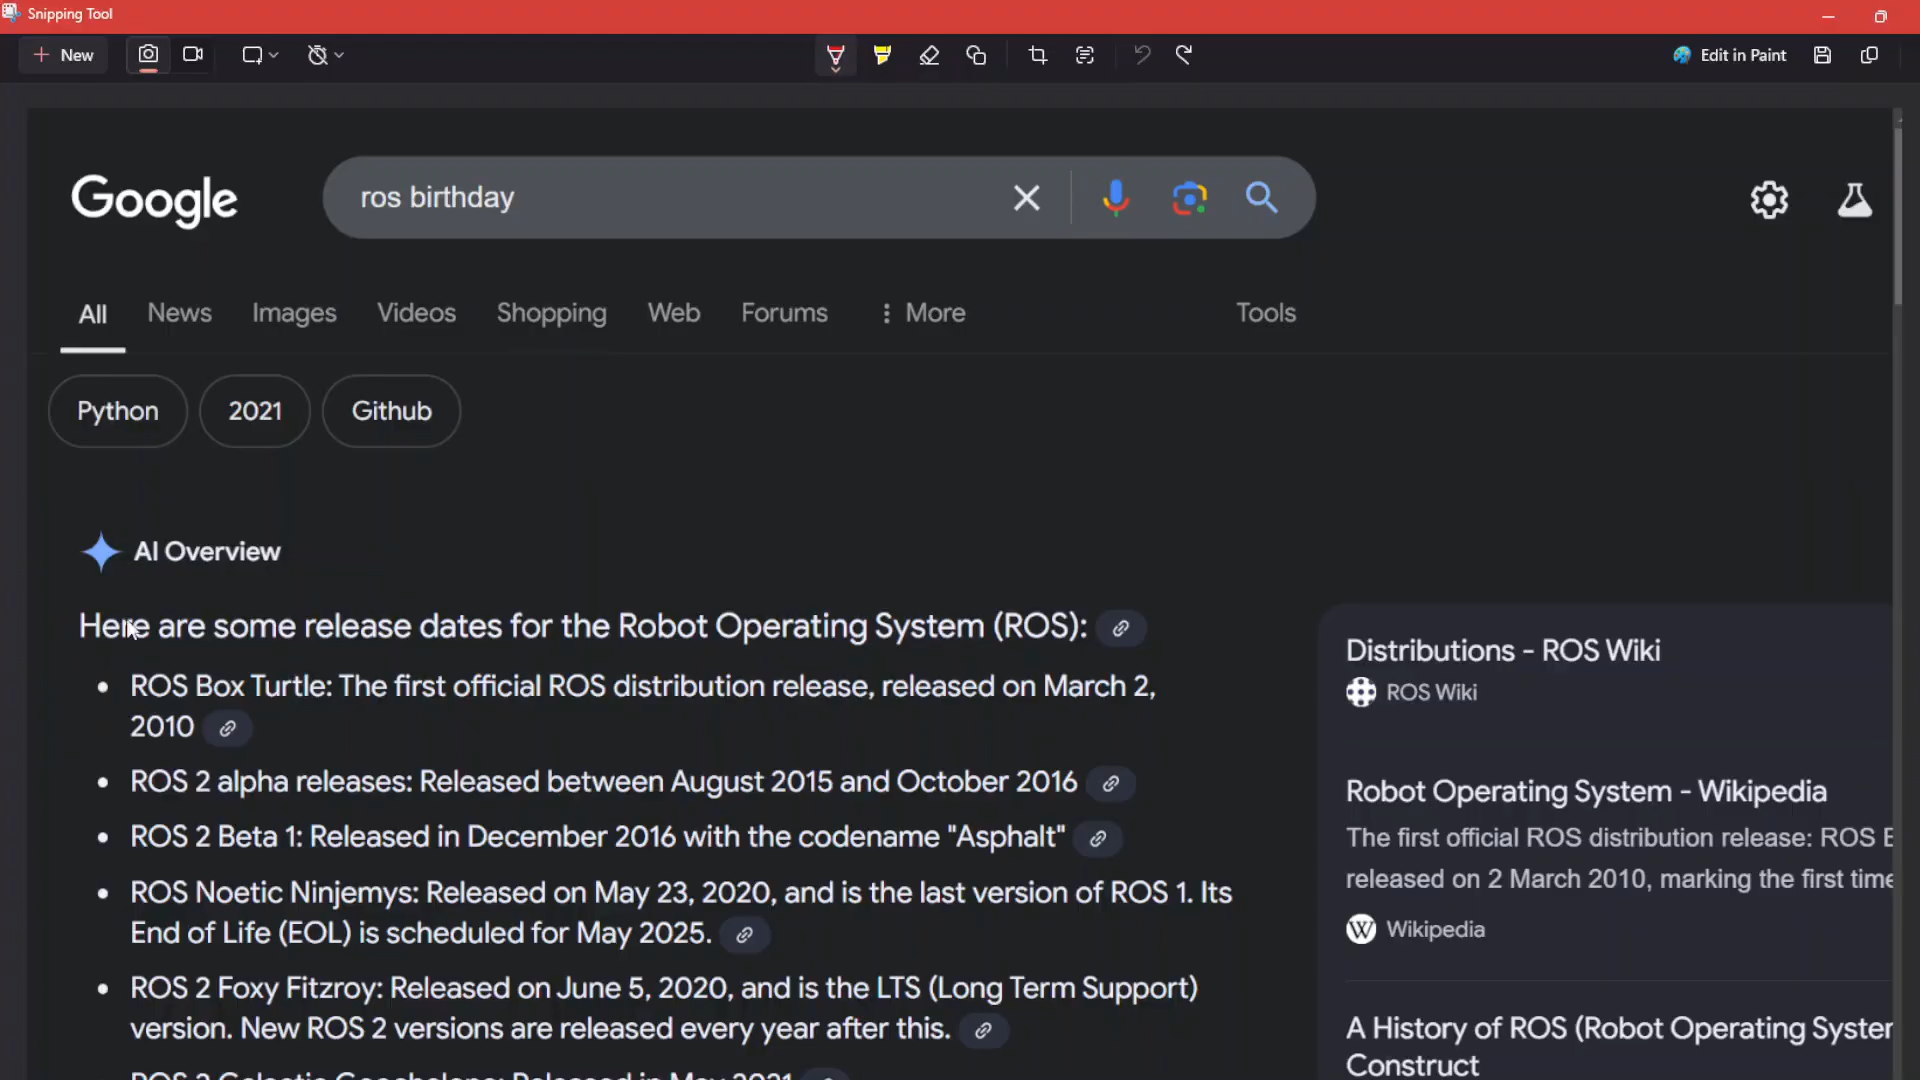 Snipping Tool
New
Edit in Paint
Google
ros birthday
All News Images Videos Shopping Web Forums More Tools
Python 2021 Github
AI Overview
Here are some release dates for the Robot Operating System (ROS):
• ROS Box Turtle: The first official ROS distribution release, released on March 2,
2010
• ROS 2 alpha releases: Released between August 2015 and October 2016
• ROS 2 Beta 1: Released in December 2016 with the codename "Asphalt"
• ROS Noetic Ninjemys: Released on May 23, 2020, and is the last version of ROS 1. Its
End of Life (EOL) is scheduled for May 2025.
• ROS 2 Foxy Fitzroy: Released on June 5, 2020, and is the LTS (Long Term Support)
version. New ROS 2 versions are released every year after this.
Distributions - ROS Wiki
ROS Wiki
Robot Operating System - Wikipedia
The first official ROS distribution release: ROS
released on 2 March 2010, marking the first time
W Wikipedia
A History of ROS (Robot Operating
Construct